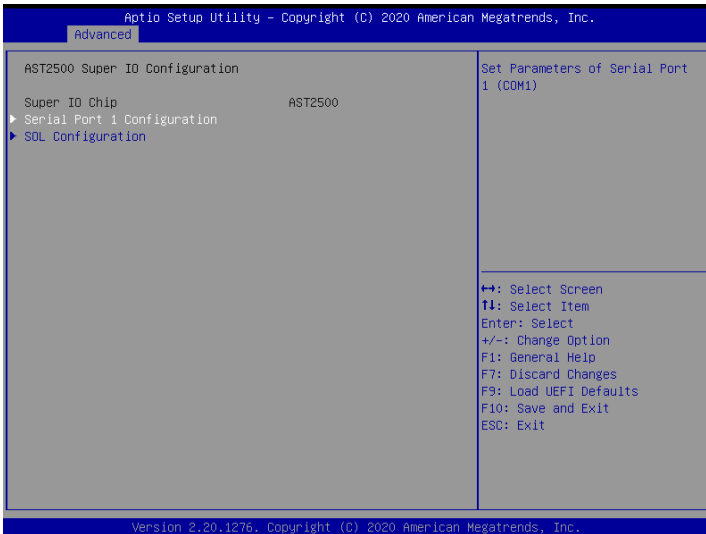 Aptio Setup Utility – Copyright (C) 2020 American Megatrends, Inc.
Advanced
AST2500 Super IO Configuration
Super IO Chip AST2500
Serial Port 1 Configuration
SOL Configuration
Set Parameters of Serial Port
1 (COM1)
↔: Select Screen
↑↓: Select Item
Enter: Select
+/-: Change Option
F1: General Help
F7: Discard Changes
F9: Load UEFI Defaults
F10: Save and Exit
ESC: Exit
Version 2.20.1276. Copyright (C) 2020 American Megatrends, Inc.